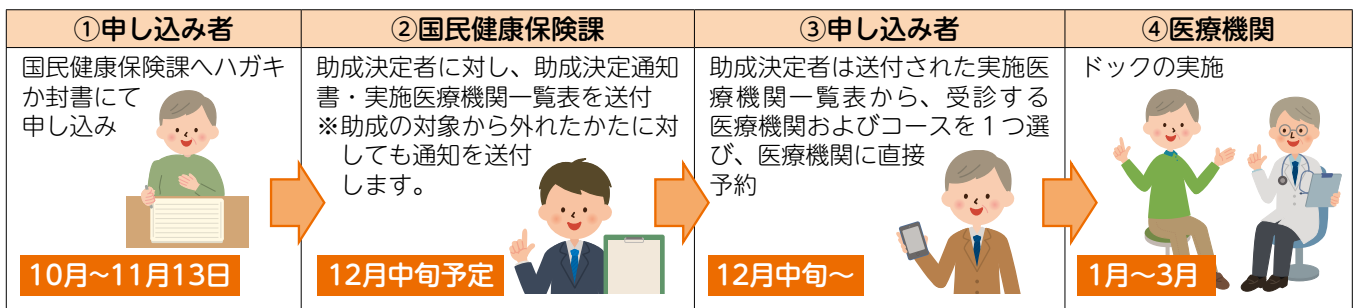 ①申し込み者
国民健康保険課へハガキ
か封書にて
申し込み
10月~11月13日
②国民健康保険課
助成決定者に対し、助成決定通知
書・実施医療機関一覧表を送付
※助成の対象から外れたかたに対
しても通知を送付
します。
12月中旬予定
③申し込み者
助成決定者は送付された実施医
療機関一覧表から、受診する
医療機関およびコースを1つ選
び、医療機関に直接
予約
12月中旬~
④医療機関
ドックの実施
1月~3月